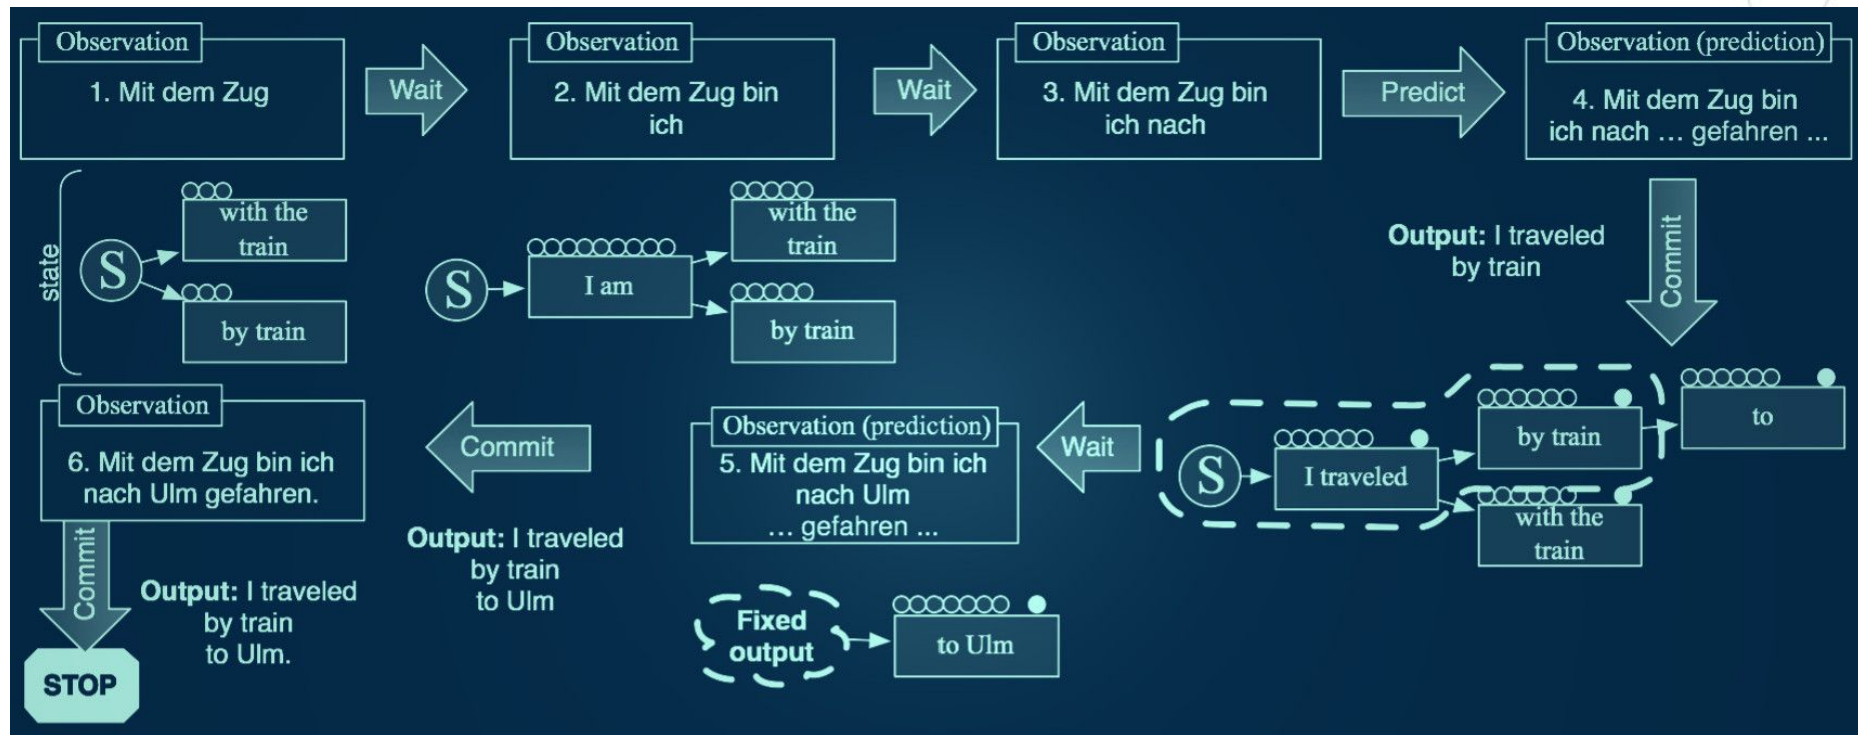 Observation
1. Mit dem Zug
Wait
Observation
2. Mit dem Zug bin
ich
Wait
Observation
3. Mit dem Zug bin
ich nach
Predict
Observation (prediction)
4. Mit dem Zug bin
ich nach … gefahren ...
state
S
with the
train
by train
S
I am
with the
train
by train
Output: I traveled
by train
Commit
S
I traveled
by train
to
with the
train
Wait
Observation (prediction)
5. Mit dem Zug bin ich
nach Ulm
… gefahren ...
Fixed
output
to Ulm
Commit
Output: I traveled
by train
to Ulm
Observation
6. Mit dem Zug bin ich
nach Ulm gefahren.
Commit
Output: I traveled
by train
to Ulm.
STOP